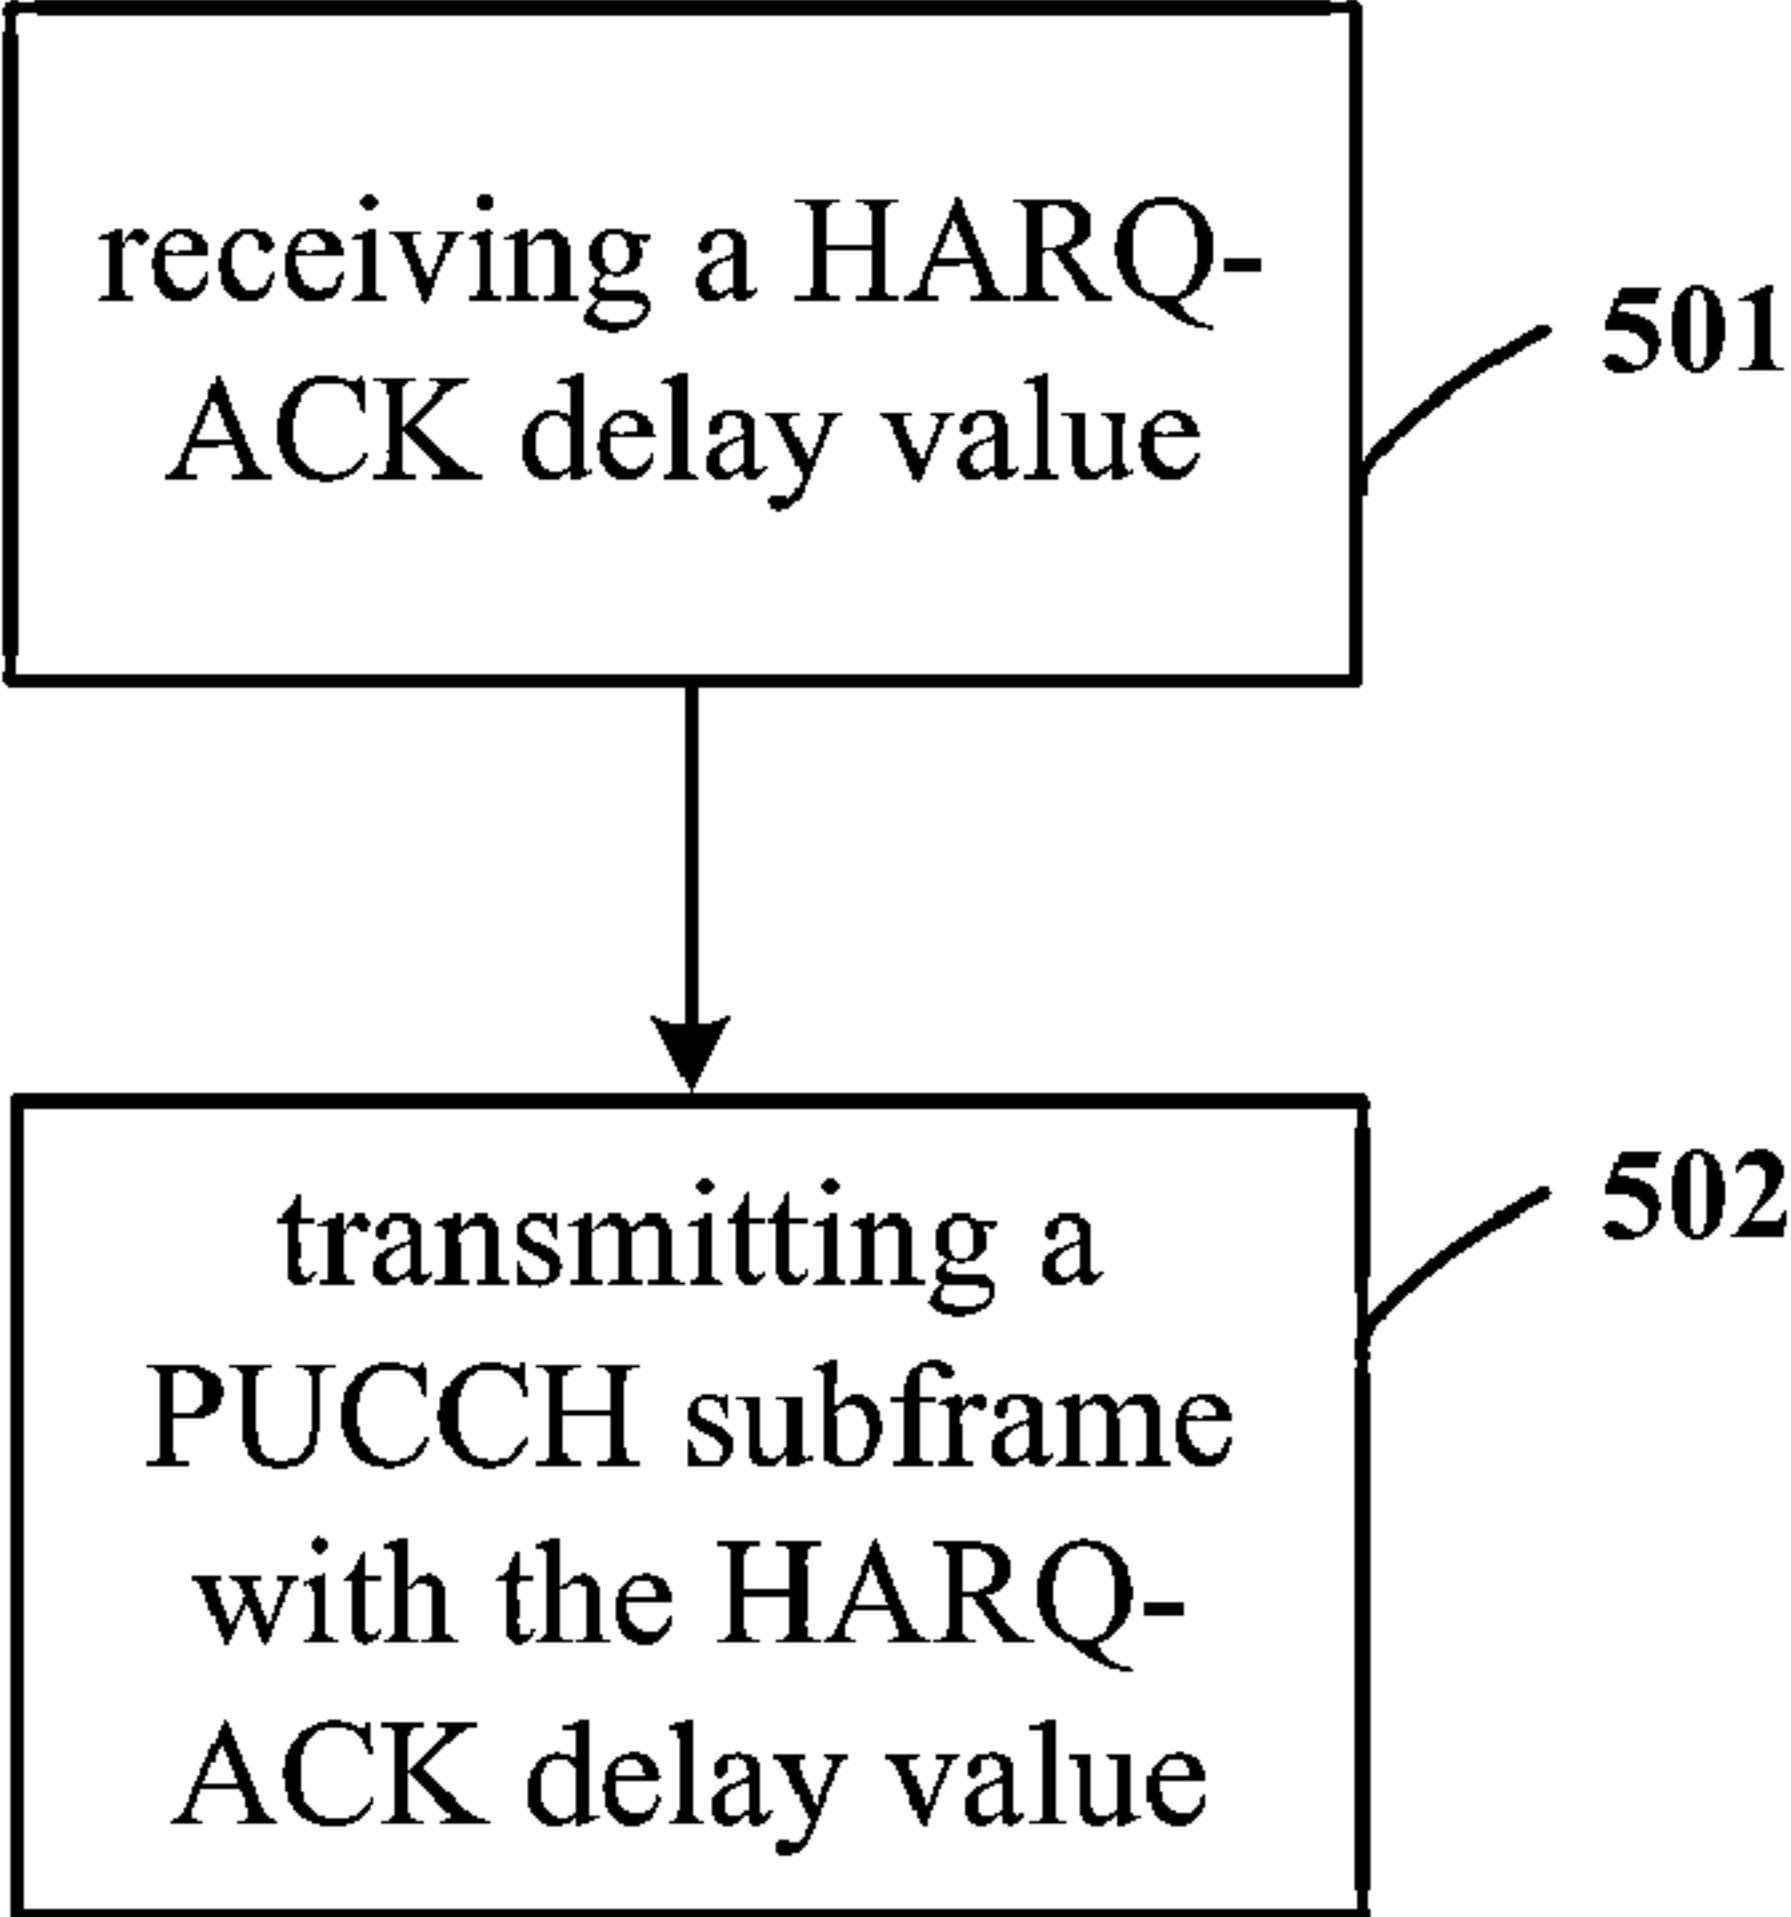 receiving a HARQ-
ACK delay value
501
transmitting a
PUCCH subframe
with the HARQ-
ACK delay value
502